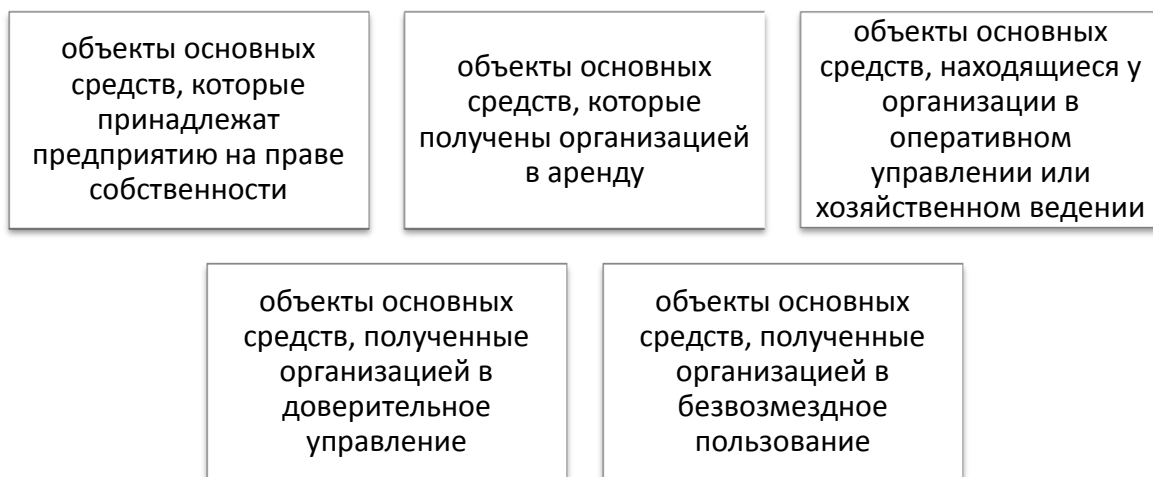 объекты основных
средств, которые
принадлежат
предприятию на праве
собственности
объекты основных
средств, которые
получены организацией
в аренду
объекты основных
средств, находящиеся у
организации в
оперативном
управлении или
хозяйственном ведении
объекты основных
средств, полученные
организацией в
доверительное
управление
объекты основных
средств, полученные
организацией в
безвозмездное
пользование